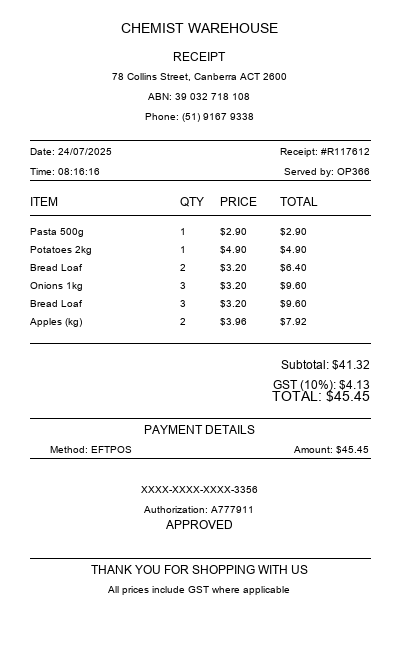 CHEMIST WAREHOUSE
RECEIPT
78 Collins Street, Canberra ACT 2600
ABN: 39 032 718 108
Phone: (51) 9167 9338
Date: 24/07/2025 Receipt: #R117612
Time: 08:16:16 Served by: OP366
ITEM QTY PRICE TOTAL
Pasta 500g 1 $2.90 $2.90
Potatoes 2kg 1 $4.90 $4.90
Bread Loaf 2 $3.20 $6.40
Onions 1kg 3 $3.20 $9.60
Bread Loaf 3 $3.20 $9.60
Apples (kg) 2 $3.96 $7.92
Subtotal: $41.32
GST (10%): $4.13
TOTAL: $45.45
PAYMENT DETAILS
Method: EFTPOS Amount: $45.45
XXXX-XXXX-XXXX-3356
Authorization: A777911
APPROVED
THANK YOU FOR SHOPPING WITH US
All prices include GST where applicable